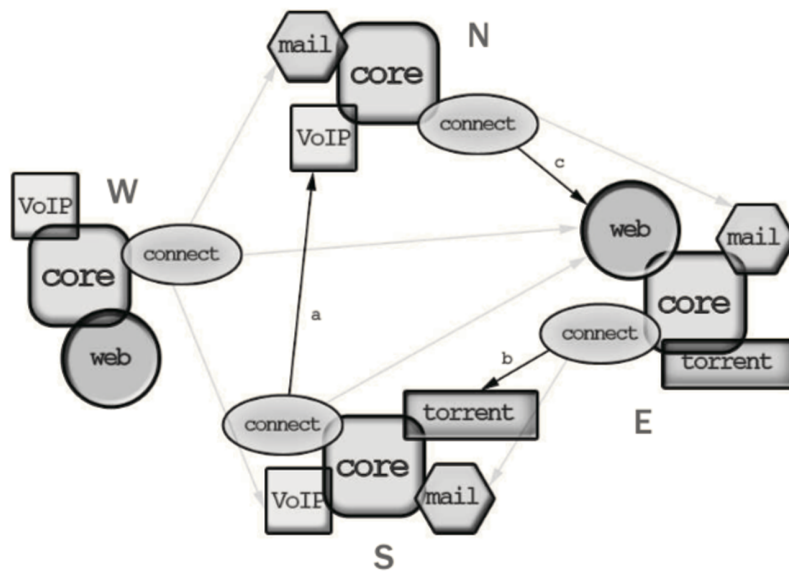 mail
N
core
connect
VoIP
c
W
VoIP
web
mail
connect
core
core
a
connect
web
b
torrent
torrent
connect
E
core
VoIP
mail
S